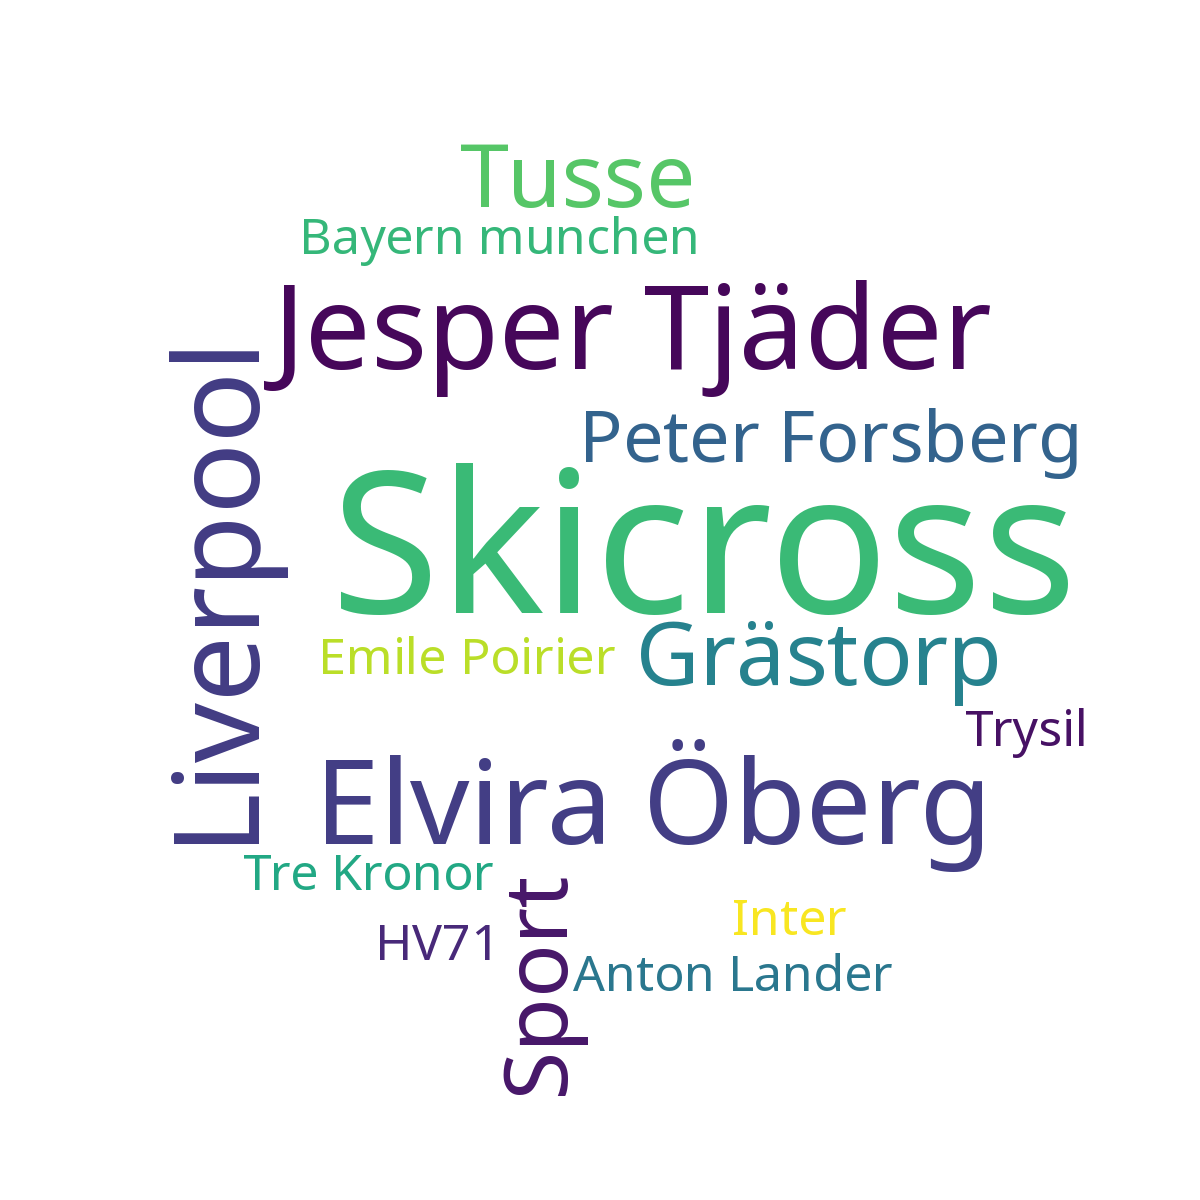 Tusse
Bayern munchen
Jesper Tjäder
Liverpool
Peter Forsberg
Skicross
Emile Poirier
Grästorp
Trysil
Elvira Öberg
Tre Kronor
Sport
Inter
HV71
Anton Lander